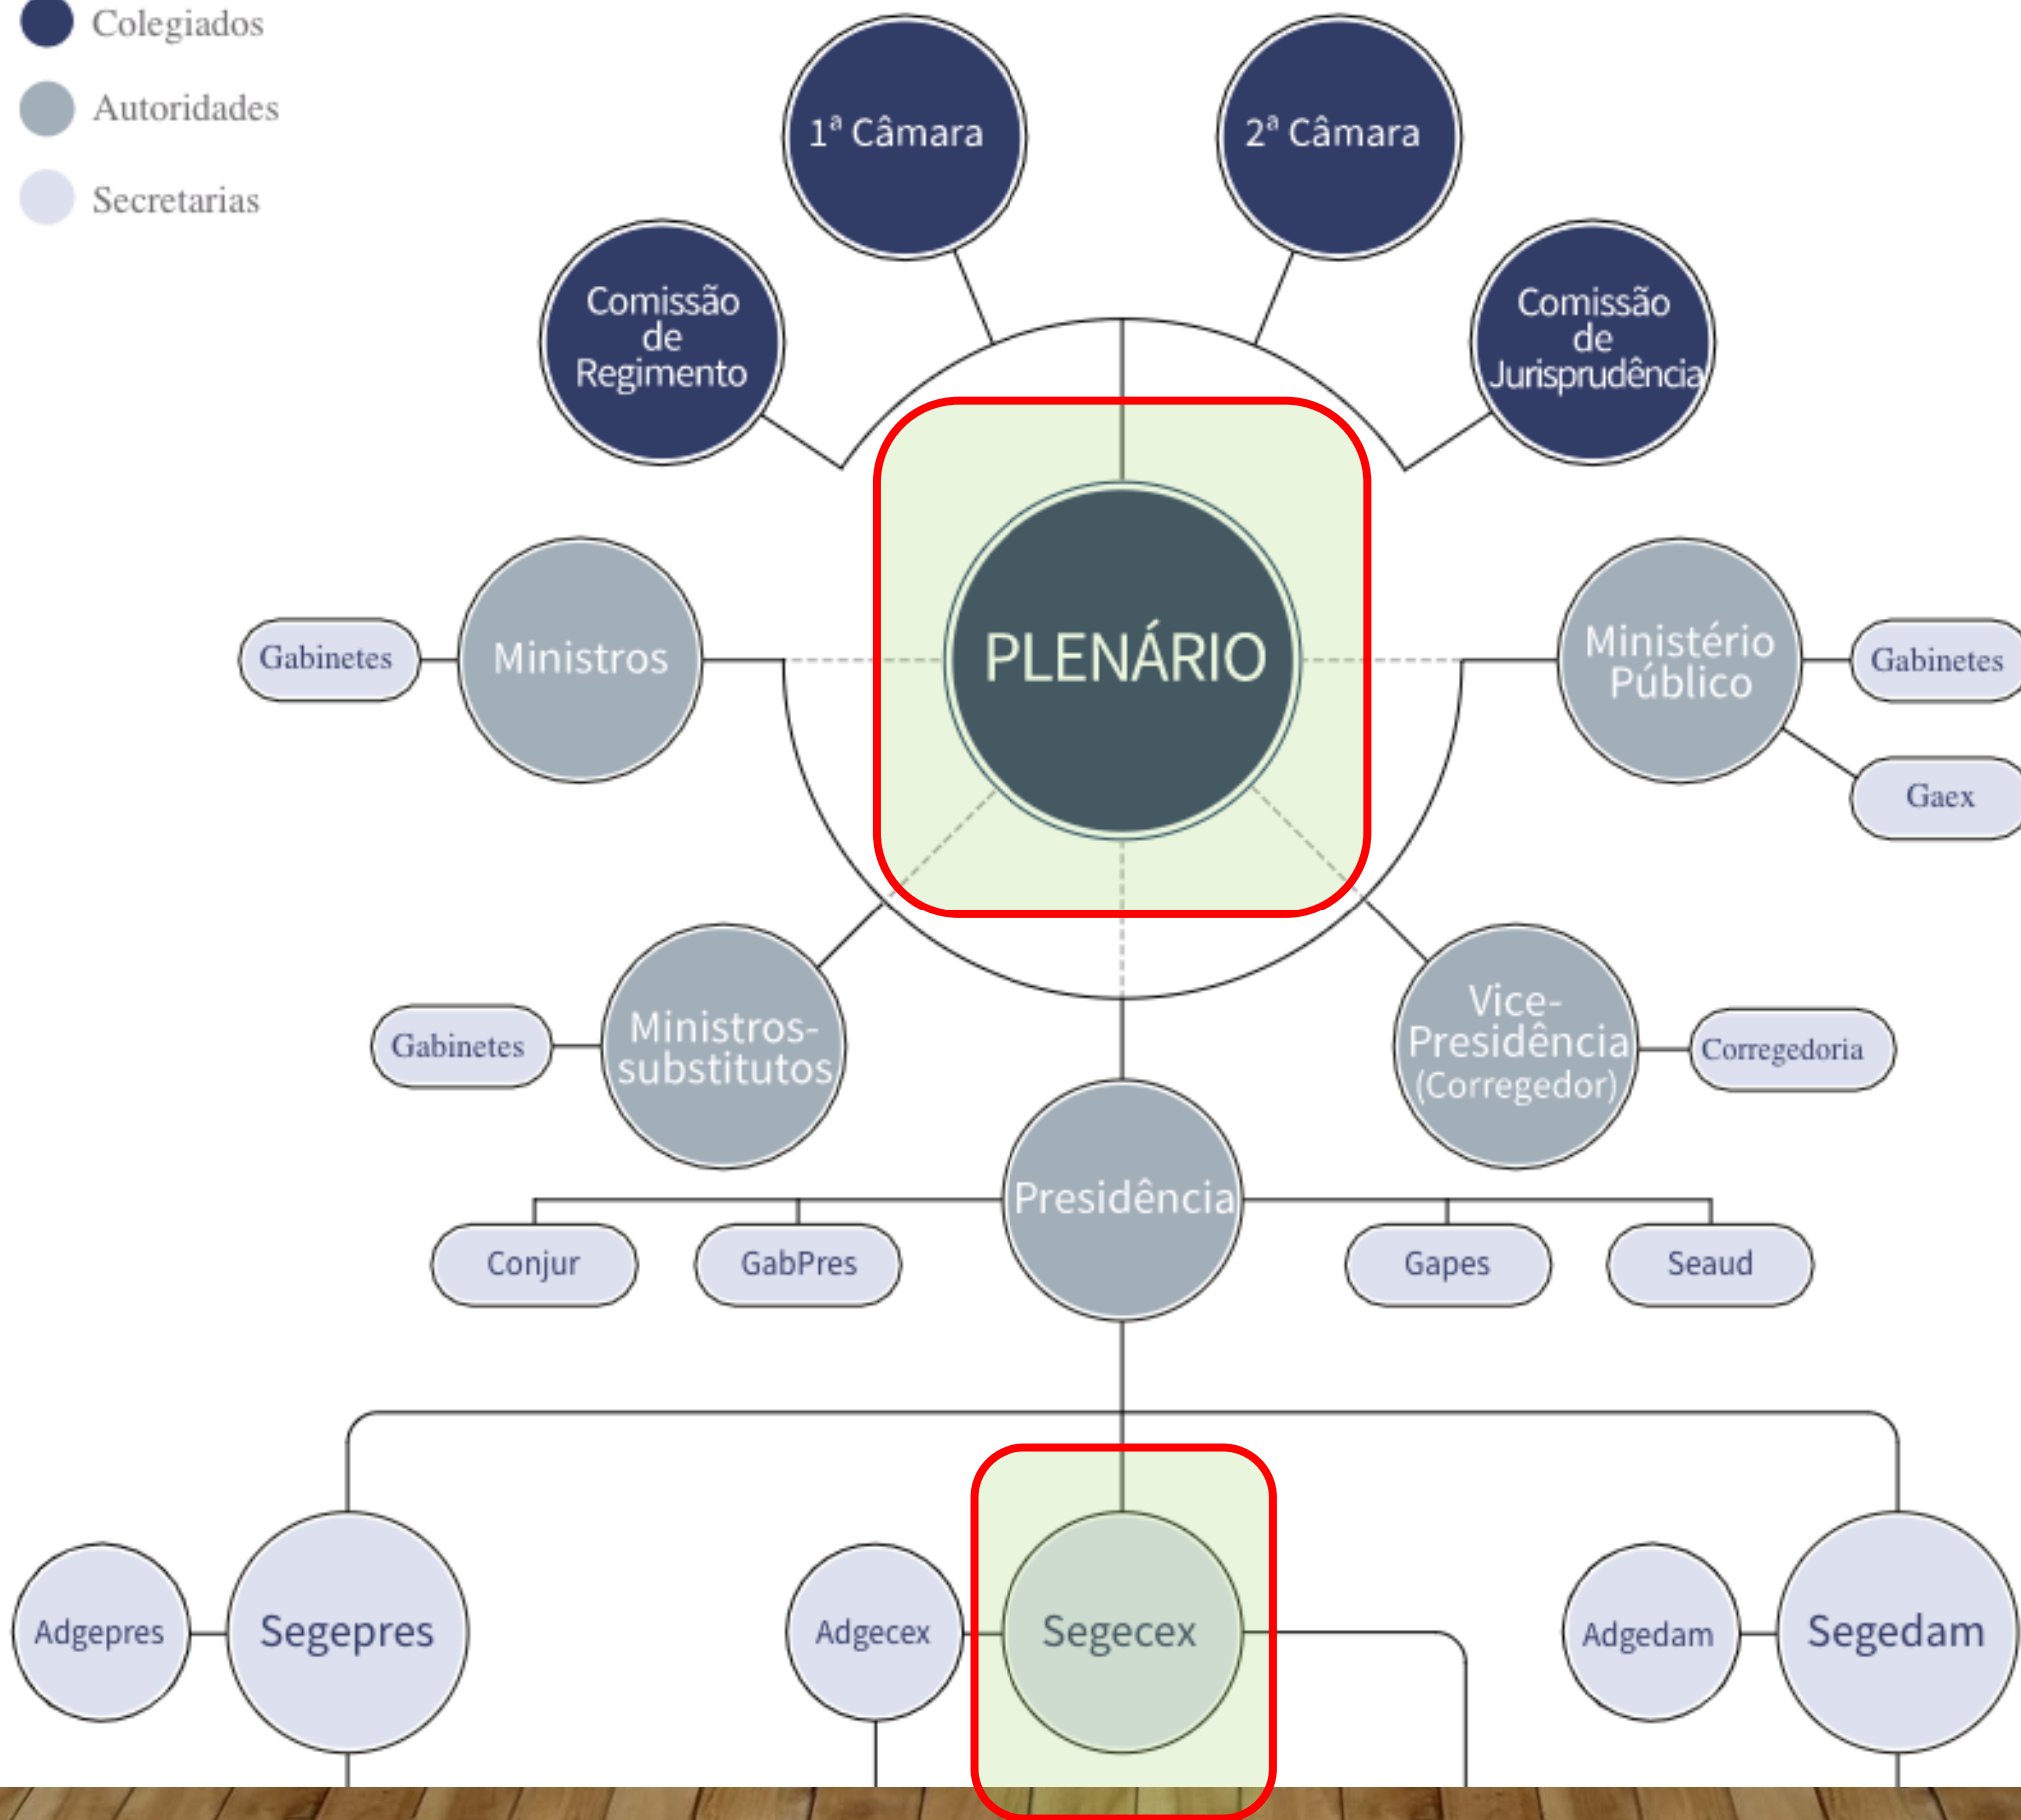 Colegiados
Autoridades
Secretarias
1ª Câmara
2ª Câmara
Comissão
de
Regimento
Comissão
de
Jurisprudência
PLENÁRIO
Gabinetes
Ministros
Ministério
Público
Gabinetes
Gaex
Gabinetes
Ministros-
substitutos
Vice-
Presidência
(Corregedor)
Corregedoria
Presidência
Conjur
GabPres
Gapes
Seaud
Adgepres
Segepres
Adgecex
Segecex
Adgedam
Segedam